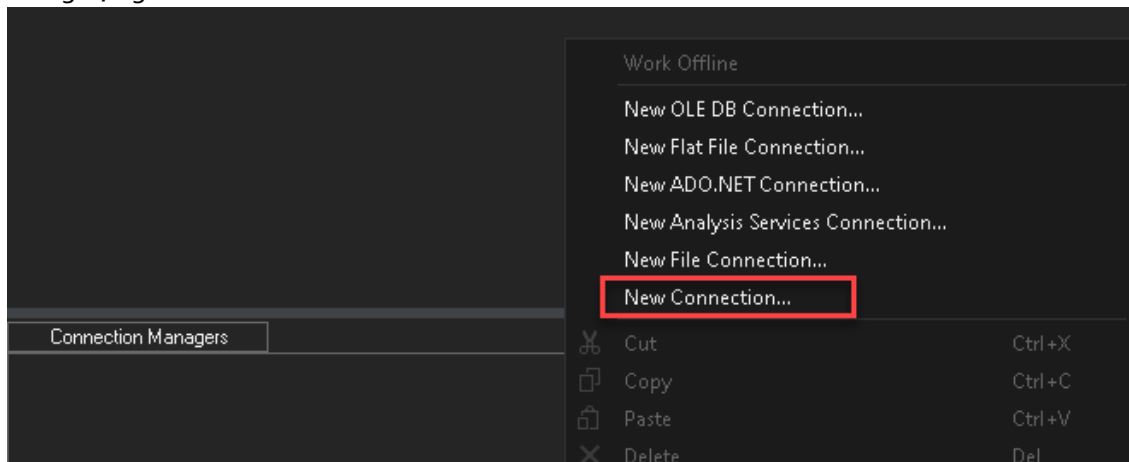 Work Offline
New OLE DB Connection...
New Flat File Connection...
New ADO.NET Connection...
New Analysis Services Connection...
New File Connection...
New Connection...
Connection Managers
Cut Ctrl+X
Copy Ctrl+C
Paste Ctrl+V
Delete Del